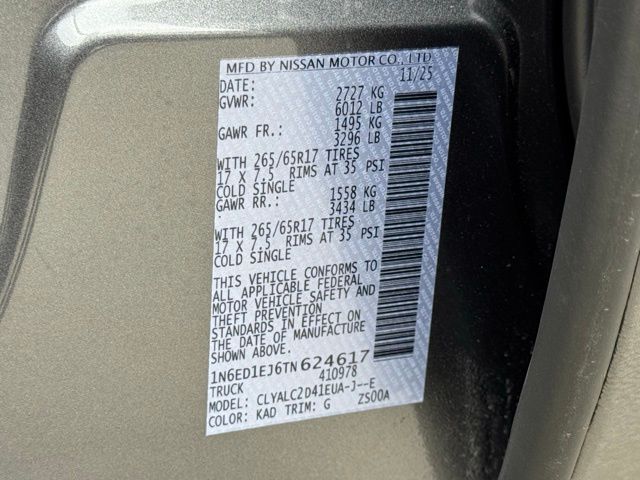 MFD BY NISSAN MOTOR CO., LTD.
DATE: 11/25
GVWR: 2727 KG
6012 LB
GAWR FR.: 1495 KG
3296 LB
WITH 265/65R17 TIRES
17 X 7.5 RIMS AT 35 PSI
COLD SINGLE
GAWR RR.: 1558 KG
3434 LB
WITH 265/65R17 TIRES
17 X 7.5 RIMS AT 35 PSI
COLD SINGLE
THIS VEHICLE CONFORMS TO
ALL APPLICABLE FEDERAL
MOTOR VEHICLE SAFETY AND
THEFT PREVENTION
STANDARDS IN EFFECT ON
THE DATE OF MANUFACTURE
SHOWN ABOVE.
1N6ED1EJ6TN624617
TRUCK 410978
MODEL: CLYALC2D41EUA-J--E
COLOR: KAD TRIM: G ZS00A